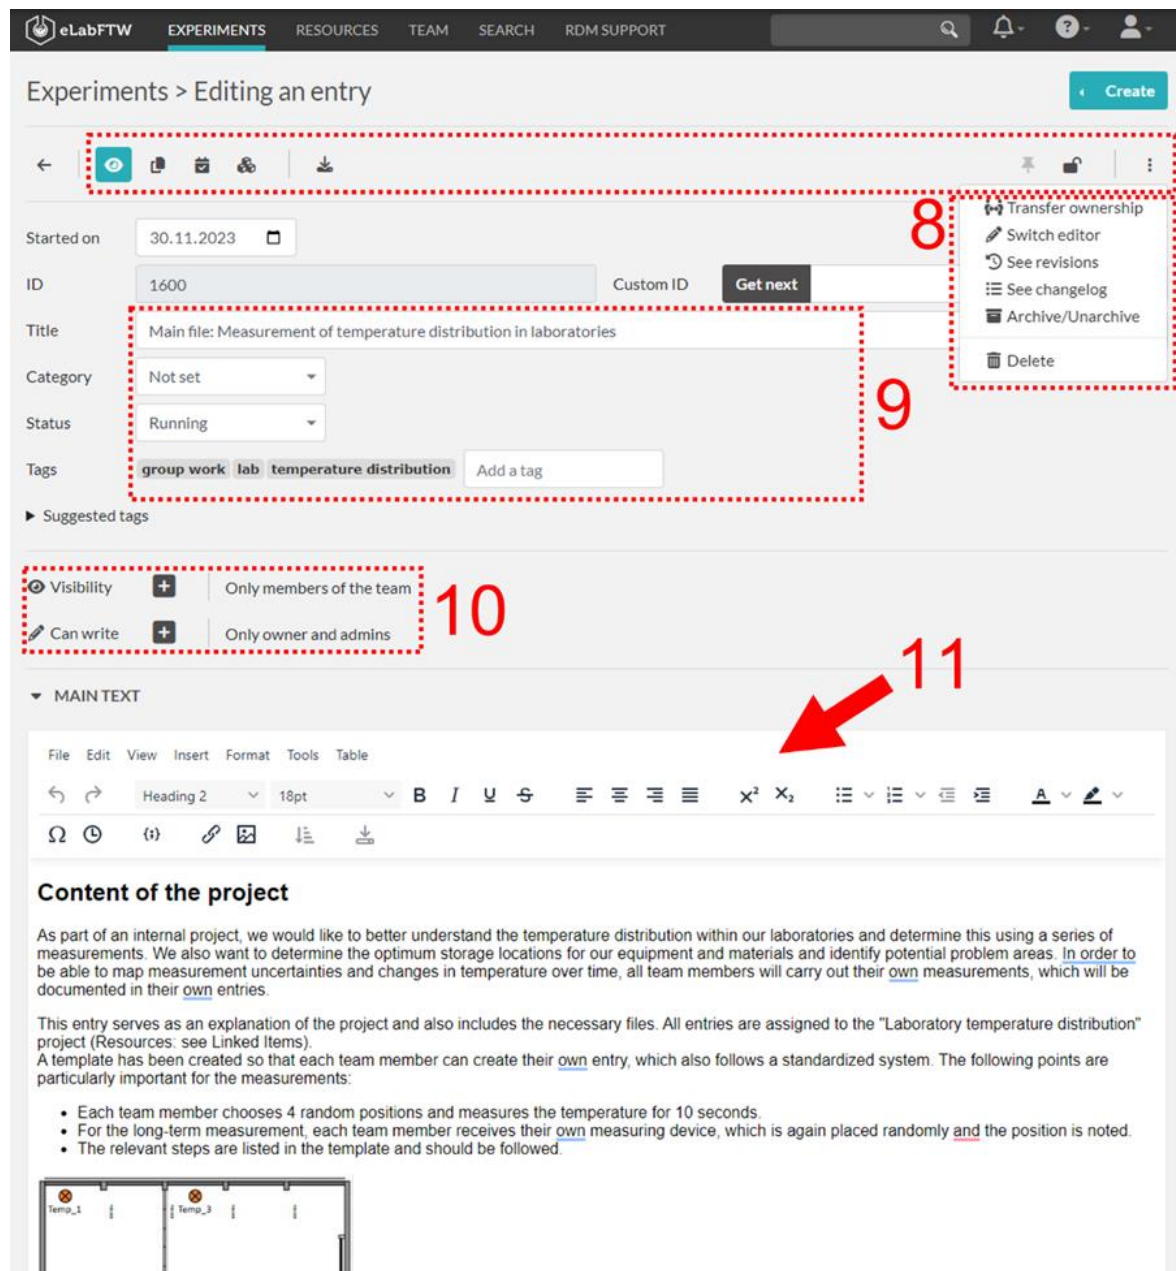 eLabFTW EXPERIMENTS RESOURCES TEAM SEARCH RDM SUPPORT
Experiments > Editing an entry
Create
8
Transfer ownership
Switch editor
See revisions
See changelog
Archive/Unarchive
Delete
Started on 30.11.2023
ID 1600 Custom ID Get next
Title Main file: Measurement of temperature distribution in laboratories
Category Not set
9
Status Running
Tags group work lab temperature distribution Add a tag
Suggested tags
Visibility Only members of the team
10
Can write Only owner and admins
11
MAIN TEXT
File Edit View Insert Format Tools Table
Heading 2 18pt B I U S X² X₂ A
Ω
Content of the project
As part of an internal project, we would like to better understand the temperature distribution within our laboratories and determine this using a series of
measurements. We also want to determine the optimum storage locations for our equipment and materials and identify potential problem areas. In order to
be able to map measurement uncertainties and changes in temperature over time, all team members will carry out their own measurements, which will be
documented in their own entries.
This entry serves as an explanation of the project and also includes the necessary files. All entries are assigned to the "Laboratory temperature distribution"
project (Resources: see Linked Items).
A template has been created so that each team member can create their own entry, which also follows a standardized system. The following points are
particularly important for the measurements:
• Each team member chooses 4 random positions and measures the temperature for 10 seconds.
• For the long-term measurement, each team member receives their own measuring device, which is again placed randomly and the position is noted.
• The relevant steps are listed in the template and should be followed.
Temp_1 Temp_3